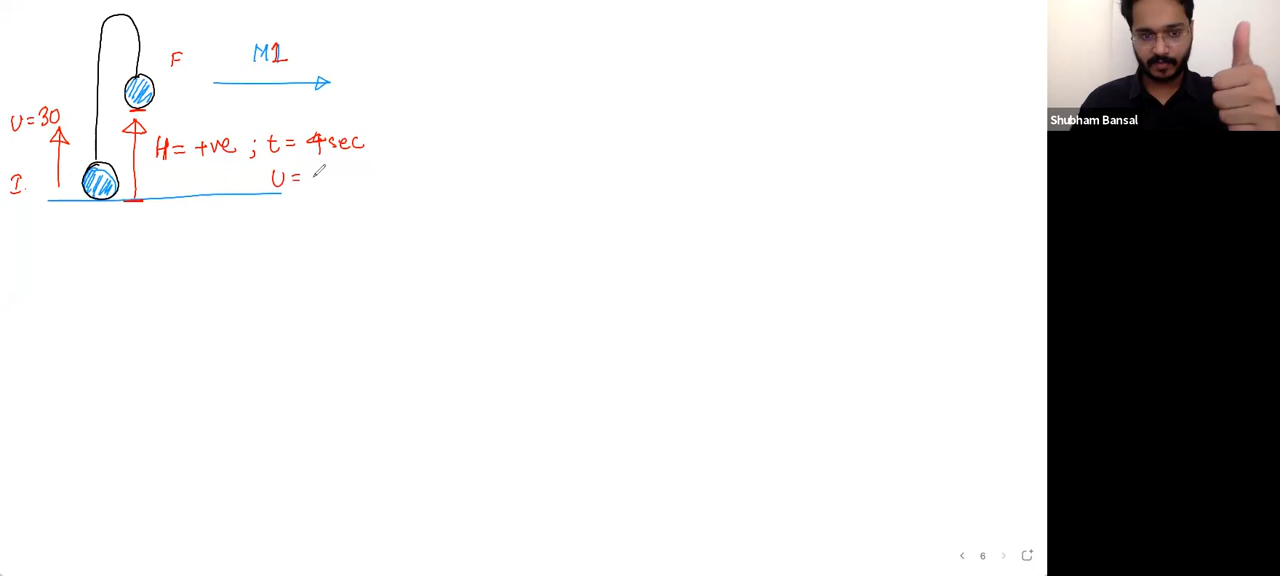 F
M1
U=30
H= +ve ; t= 4sec
I.
U=
Shubham Bansal
6